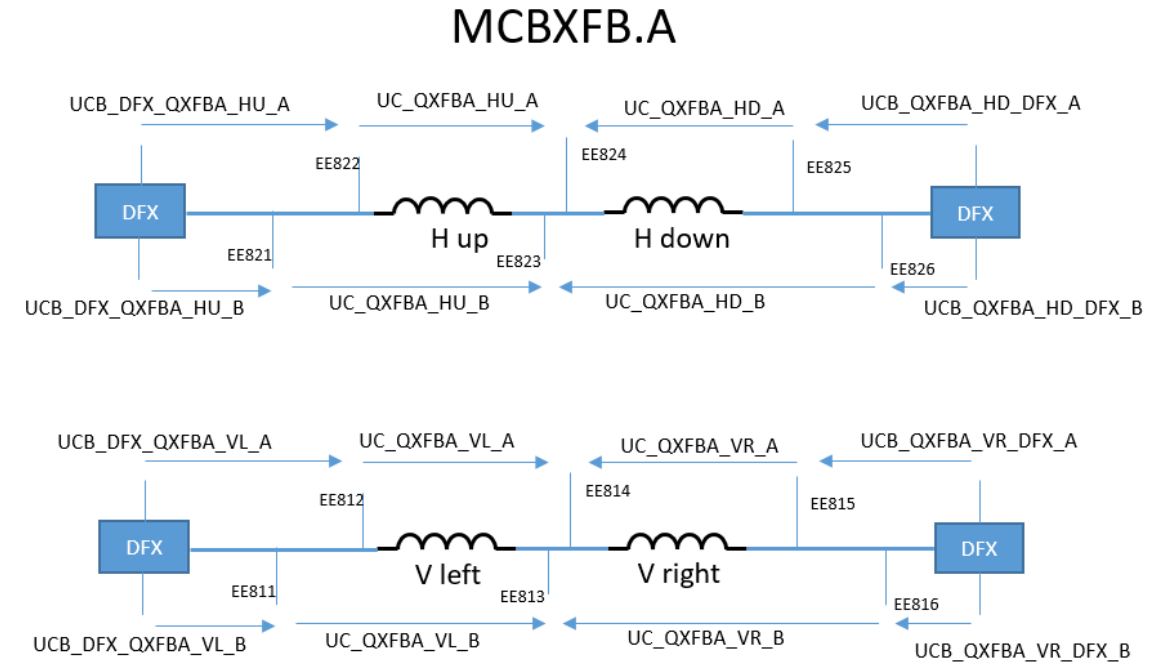 MCBXFB.A
UCB_DFX_QXFBA_HU_A
UC_QXFBA_HU_A
UC_QXFBA_HD_A
UCB_QXFBA_HD_DFX_A
EE822
EE824
EE825
DFX
H up
H down
DFX
EE821
EE823
EE826
UCB_DFX_QXFBA_HU_B
UC_QXFBA_HU_B
UC_QXFBA_HD_B
UCB_QXFBA_HD_DFX_B
UCB_DFX_QXFBA_VL_A
UC_QXFBA_VL_A
UC_QXFBA_VR_A
UCB_QXFBA_VR_DFX_A
EE812
EE814
EE815
DFX
V left
V right
DFX
EE811
EE813
EE816
UCB_DFX_QXFBA_VL_B
UC_QXFBA_VL_B
UC_QXFBA_VR_B
UCB_QXFBA_VR_DFX_B